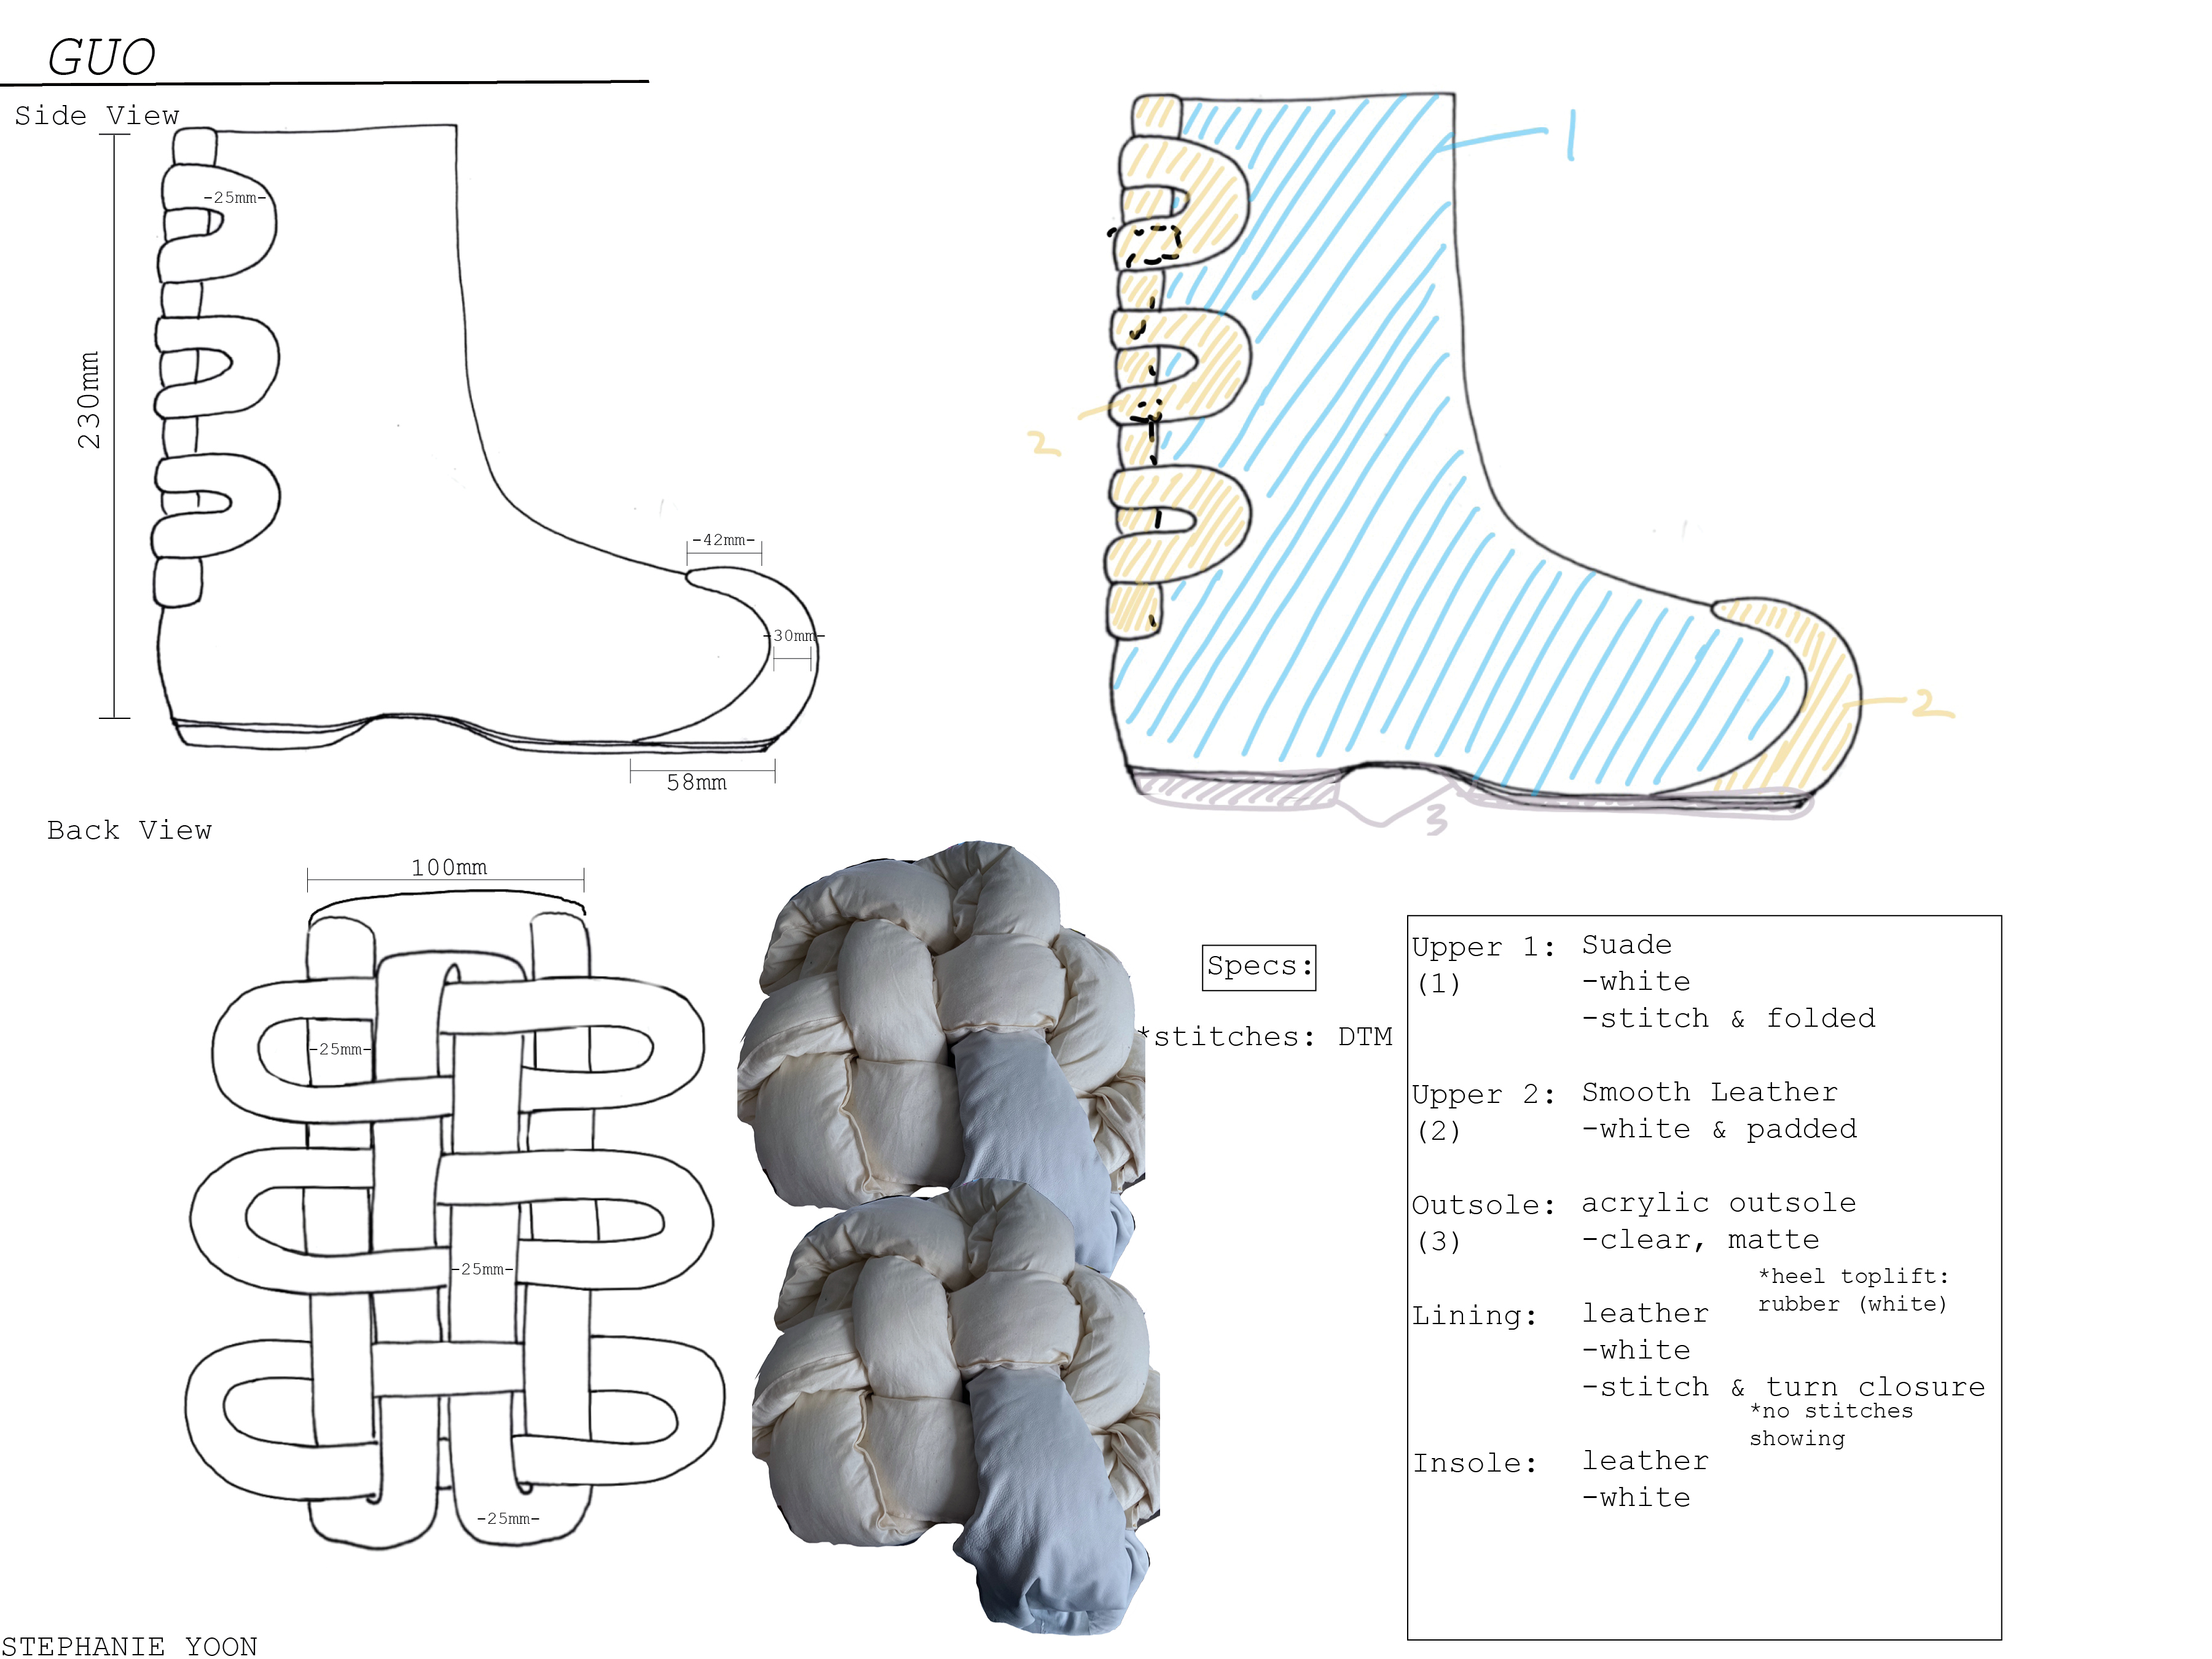 GUO
Side View
-25mm-
230mm
-42mm-
-30mm-
58mm
1
2
2
3
Back View
100mm
-25mm-
-25mm-
-25mm-
Specs:
*stitches: DTM
Upper 1: Suade
(1) -white
-stitch & folded
Upper 2: Smooth Leather
(2) -white & padded
Outsole: acrylic outsole
(3) -clear, matte
*heel toplift:
rubber (white)
Lining: leather
-white
-stitch & turn closure
*no stitches
showing
Insole: leather
-white
STEPHANIE YOON